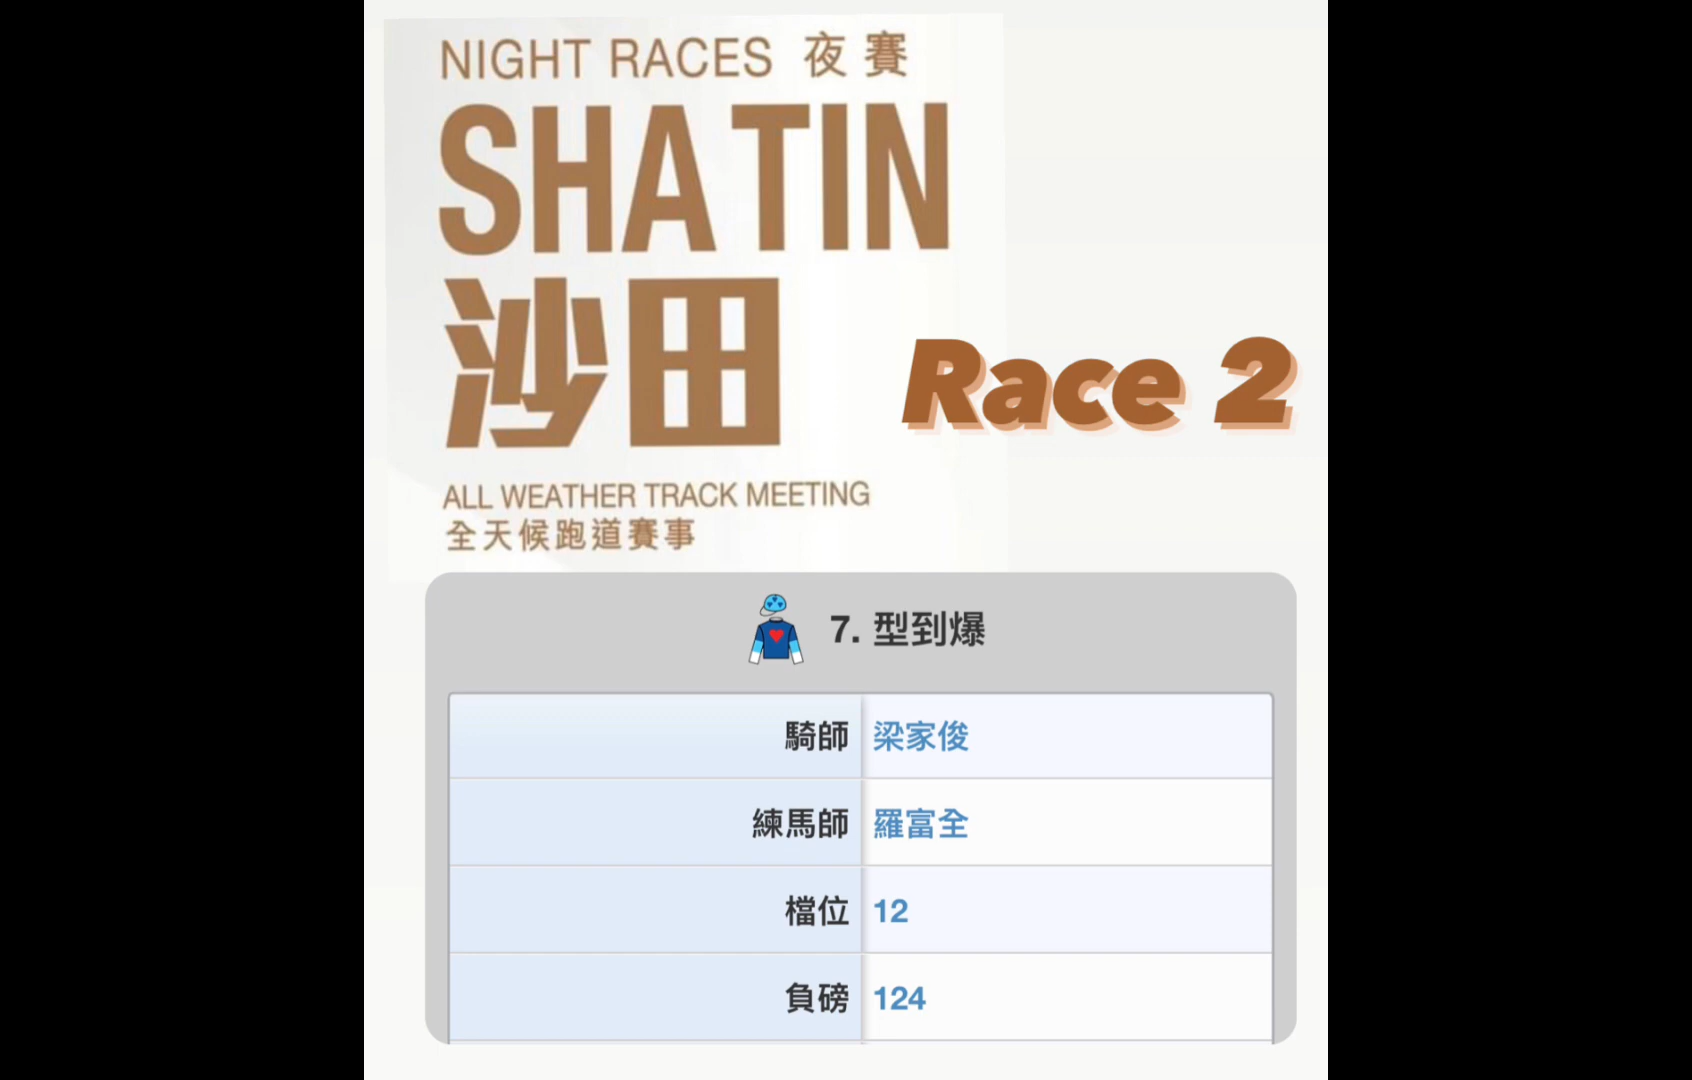 NIGHT RACES 夜賽
SHATIN
沙田
Race 2
ALL WEATHER TRACK MEETING
全天候跑道賽事
7. 型到爆
騎師 梁家俊
練馬師 羅富全
檔位 12
負磅 124